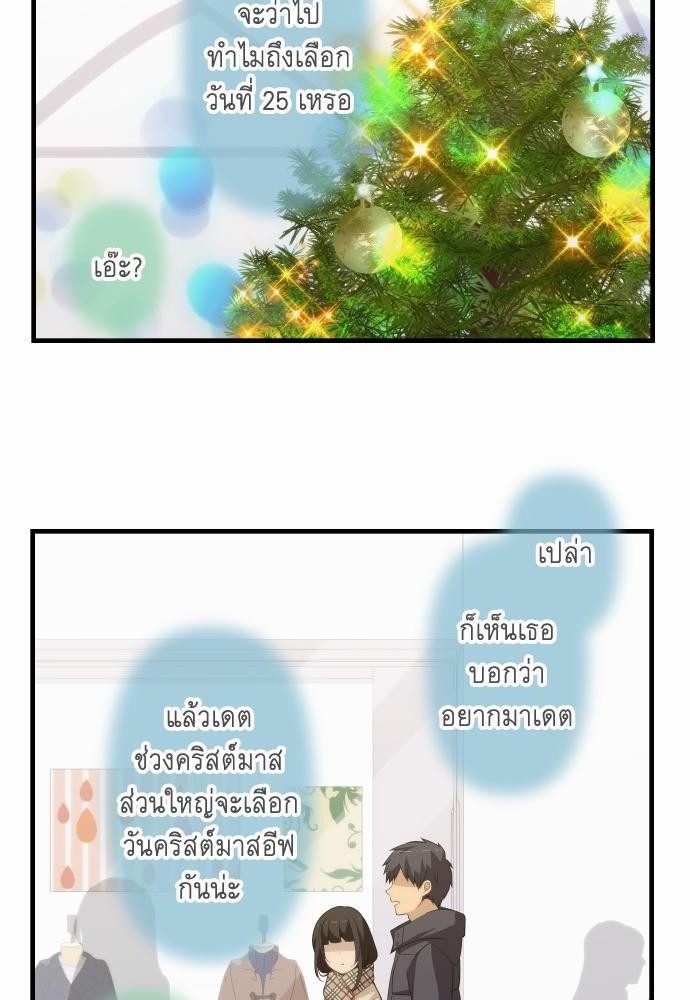 จะว่าไป
ทำไมถึงเลือก
วันที่ 25 เหรอ
เอ๊ะ?
เปล่า
ก็เห็นเธอ
บอกว่า
อยากมาเดต
แล้วเดต
ช่วงคริสต์มาส
ส่วนใหญ่จะเลือก
วันคริสต์มาสอีฟ
กันน่ะ